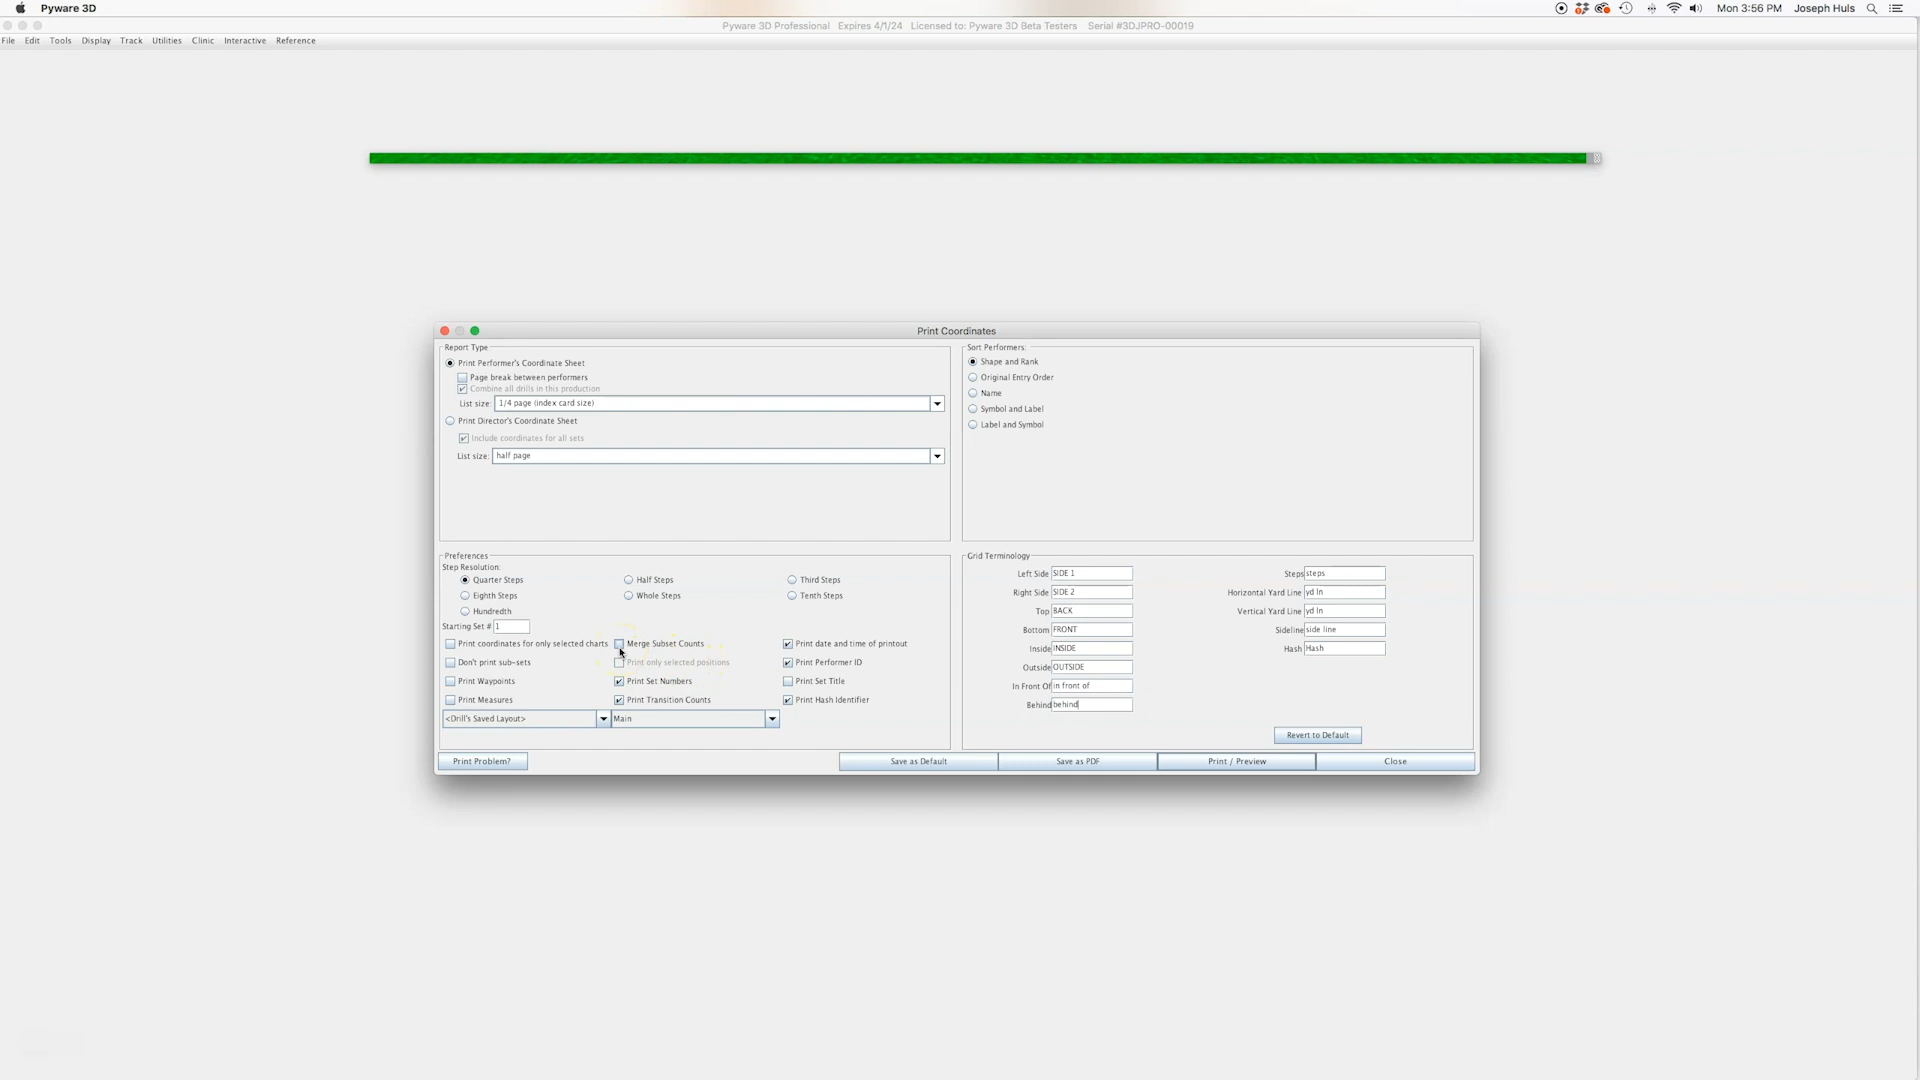 Pyware 3D
Mon 3:56 PM Joseph Huls
Pyware 3D Professional Expires 4/1/24 Licensed to: Pyware 3D Beta Testers Serial #3DJPRO-00019
File Edit Tools Display Track Utilities Clinic Interactive Reference
Print Coordinates
Report Type
Print Performer's Coordinate Sheet
Page break between performers
Combine all drills in this production
List size: 1/4 page (index card size)
Print Director's Coordinate Sheet
Include coordinates for all sets
List size: half page
Sort Performers:
Shape and Rank
Original Entry Order
Name
Symbol and Label
Label and Symbol
Preferences
Step Resolution:
Quarter Steps Half Steps Third Steps
Eighth Steps Whole Steps Tenth Steps
Hundredth
Starting Set # 1
Print coordinates for only selected charts Merge Subset Counts Print date and time of printout
Don't print sub-sets Print only selected positions Print Performer ID
Print Waypoints Print Set Numbers Print Set Title
Print Measures Print Transition Counts Print Hash Identifier
<Drill's Saved Layout> Main
Grid Terminology
Left Side SIDE 1 Steps steps
Right Side SIDE 2 Horizontal Yard Line yd ln
Top BACK Vertical Yard Line yd ln
Bottom FRONT Sideline side line
Inside INSIDE Hash Hash
Outside OUTSIDE
In Front Of in front of
Behind behind
Revert to Default
Print Problem? Save as Default Save as PDF Print / Preview Close